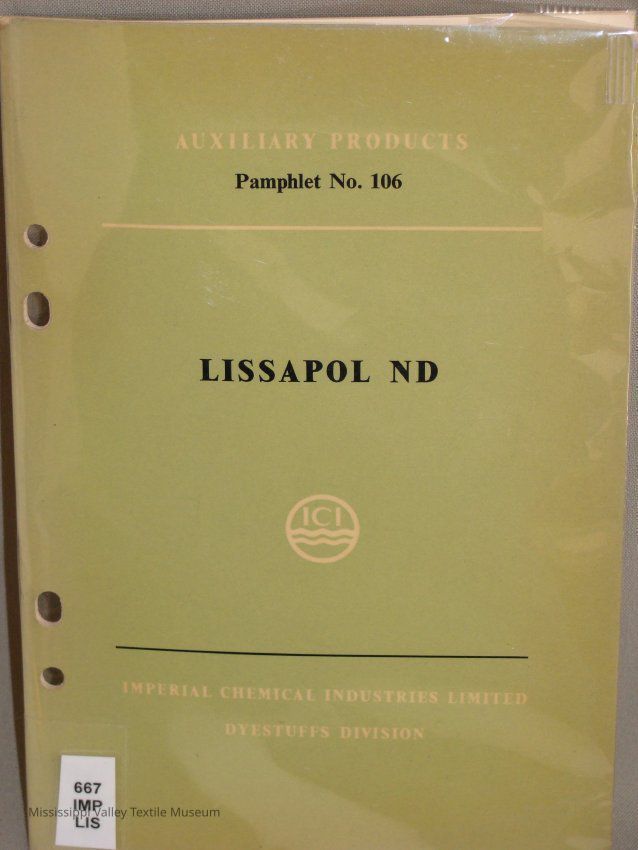 AUXILIARY PRODUCTS
Pamphlet No. 106
LISSAPOL ND
ICI
IMPERIAL CHEMICAL INDUSTRIES LIMITED
DYESTUFFS DIVISION
667
IMP
LIS
Mississippi Valley Textile Museum